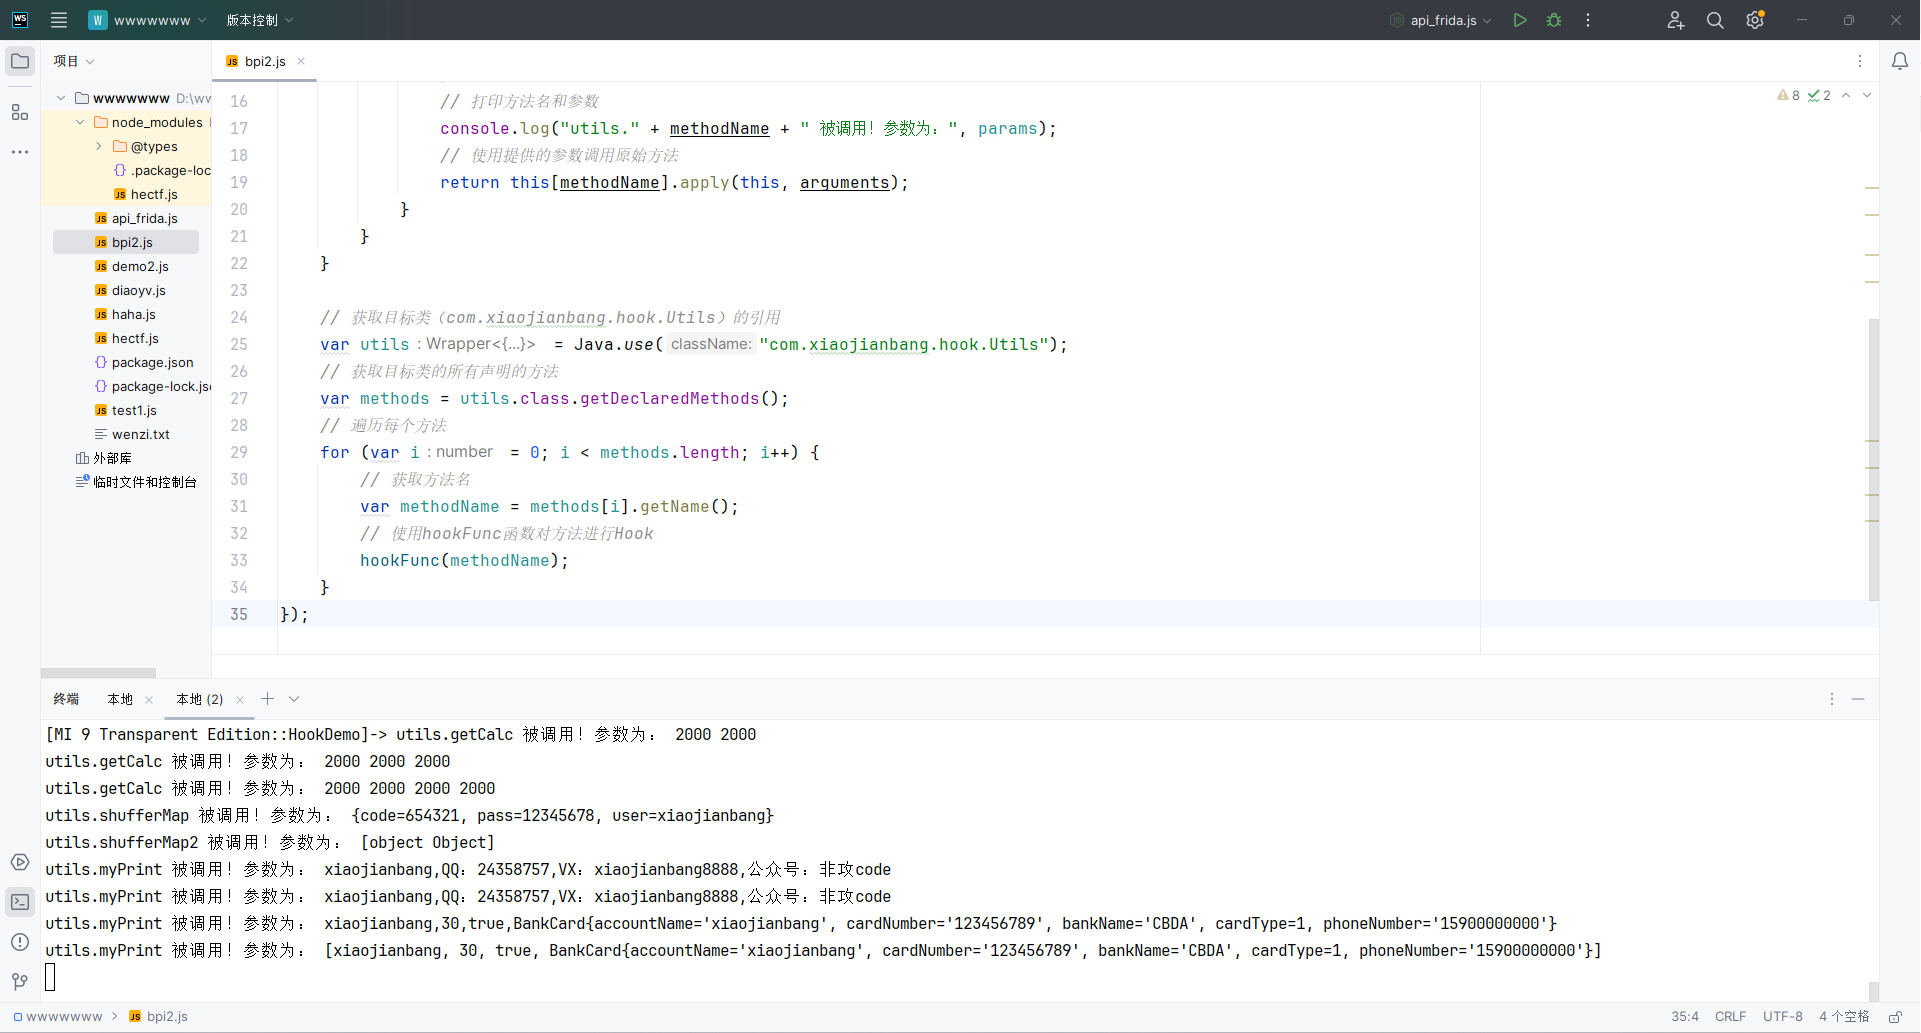 WS
W wwwwwww 版本控制 api_frida.js
项目
JS bpi2.js
wwwwwww D:\ww
node_modules
@types
{} .package-loc
JS hectf.js
JS api_frida.js
JS bpi2.js
JS demo2.js
JS diaoyv.js
JS haha.js
JS hectf.js
{} package.json
{} package-lock.js
JS test1.js
wenzi.txt
外部库
临时文件和控制台
8 2
16 // 打印方法名和参数
17 console.log("utils." + methodName + " 被调用! 参数为: ", params);
18 // 使用提供的参数调用原始方法
19 return this[methodName].apply(this, arguments);
20 }
21 }
22 }
23
24 // 获取目标类（com.xiaojianbang.hook.Utils）的引用
25 var utils : Wrapper<{...}> = Java.use( className: "com.xiaojianbang.hook.Utils");
26 // 获取目标类的所有声明的方法
27 var methods = utils.class.getDeclaredMethods();
28 // 遍历每个方法
29 for (var i : number = 0; i < methods.length; i++) {
30 // 获取方法名
31 var methodName = methods[i].getName();
32 // 使用hookFunc函数对方法进行Hook
33 hookFunc(methodName);
34 }
35 });
终端 本地 本地 (2)
[MI 9 Transparent Edition::HookDemo]-> utils.getCalc 被调用! 参数为: 2000 2000
utils.getCalc 被调用! 参数为: 2000 2000 2000
utils.getCalc 被调用! 参数为: 2000 2000 2000 2000
utils.shufferMap 被调用! 参数为: {code=654321, pass=12345678, user=xiaojianbang}
utils.shufferMap2 被调用! 参数为: [object Object]
utils.myPrint 被调用! 参数为: xiaojianbang,QQ: 24358757,VX: xiaojianbang8888,公众号: 非攻code
utils.myPrint 被调用! 参数为: xiaojianbang,QQ: 24358757,VX: xiaojianbang8888,公众号: 非攻code
utils.myPrint 被调用! 参数为: xiaojianbang,30,true,BankCard{accountName='xiaojianbang', cardNumber='123456789', bankName='CBDA', cardType=1, phoneNumber='15900000000'}
utils.myPrint 被调用! 参数为: [xiaojianbang, 30, true, BankCard{accountName='xiaojianbang', cardNumber='123456789', bankName='CBDA', cardType=1, phoneNumber='15900000000'}]
wwwwwww > JS bpi2.js 35:4 CRLF UTF-8 4 个空格